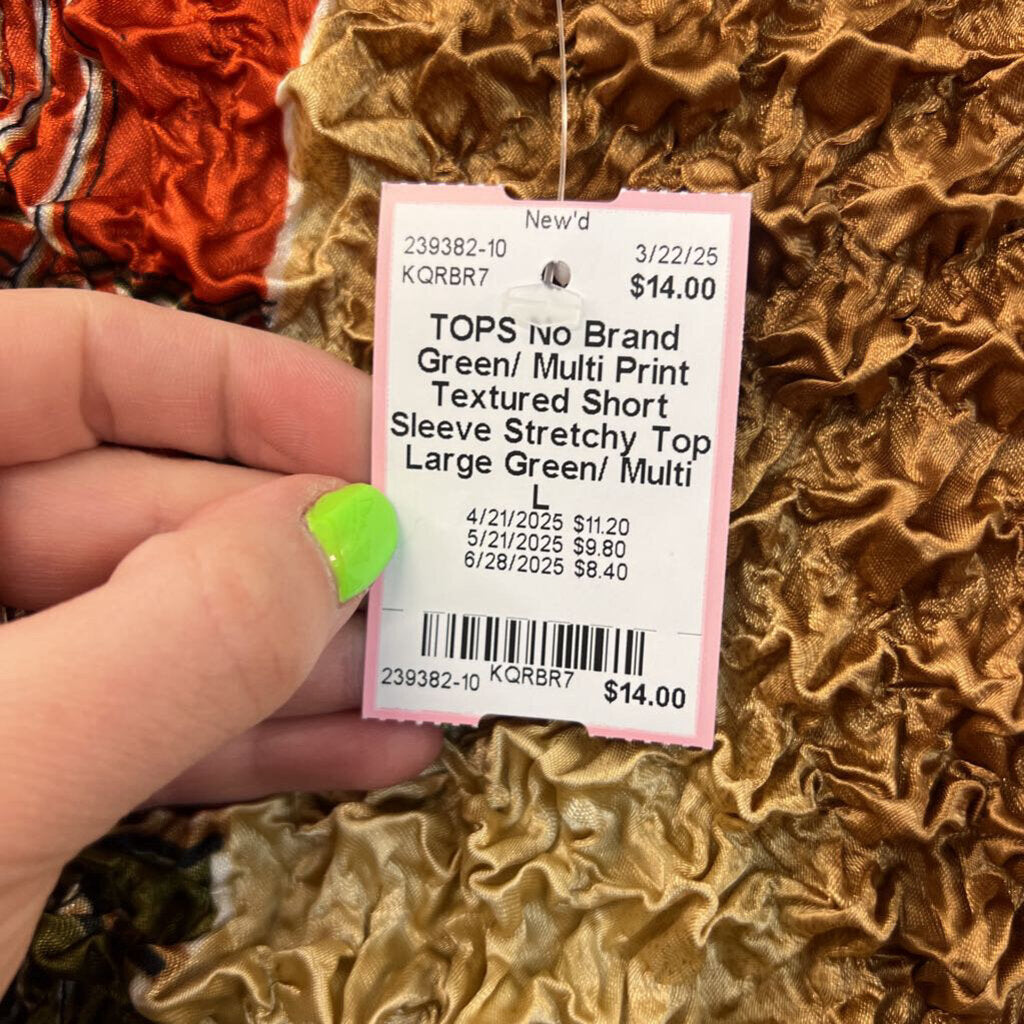 New'd
239382-10 3/22/25
KQRBR7 $14.00
TOPS No Brand
Green/ Multi Print
Textured Short
Sleeve Stretchy Top
Large Green/ Multi
L
4/21/2025 $11.20
5/21/2025 $9.80
6/28/2025 $8.40
239382-10 KQRBR7 $14.00